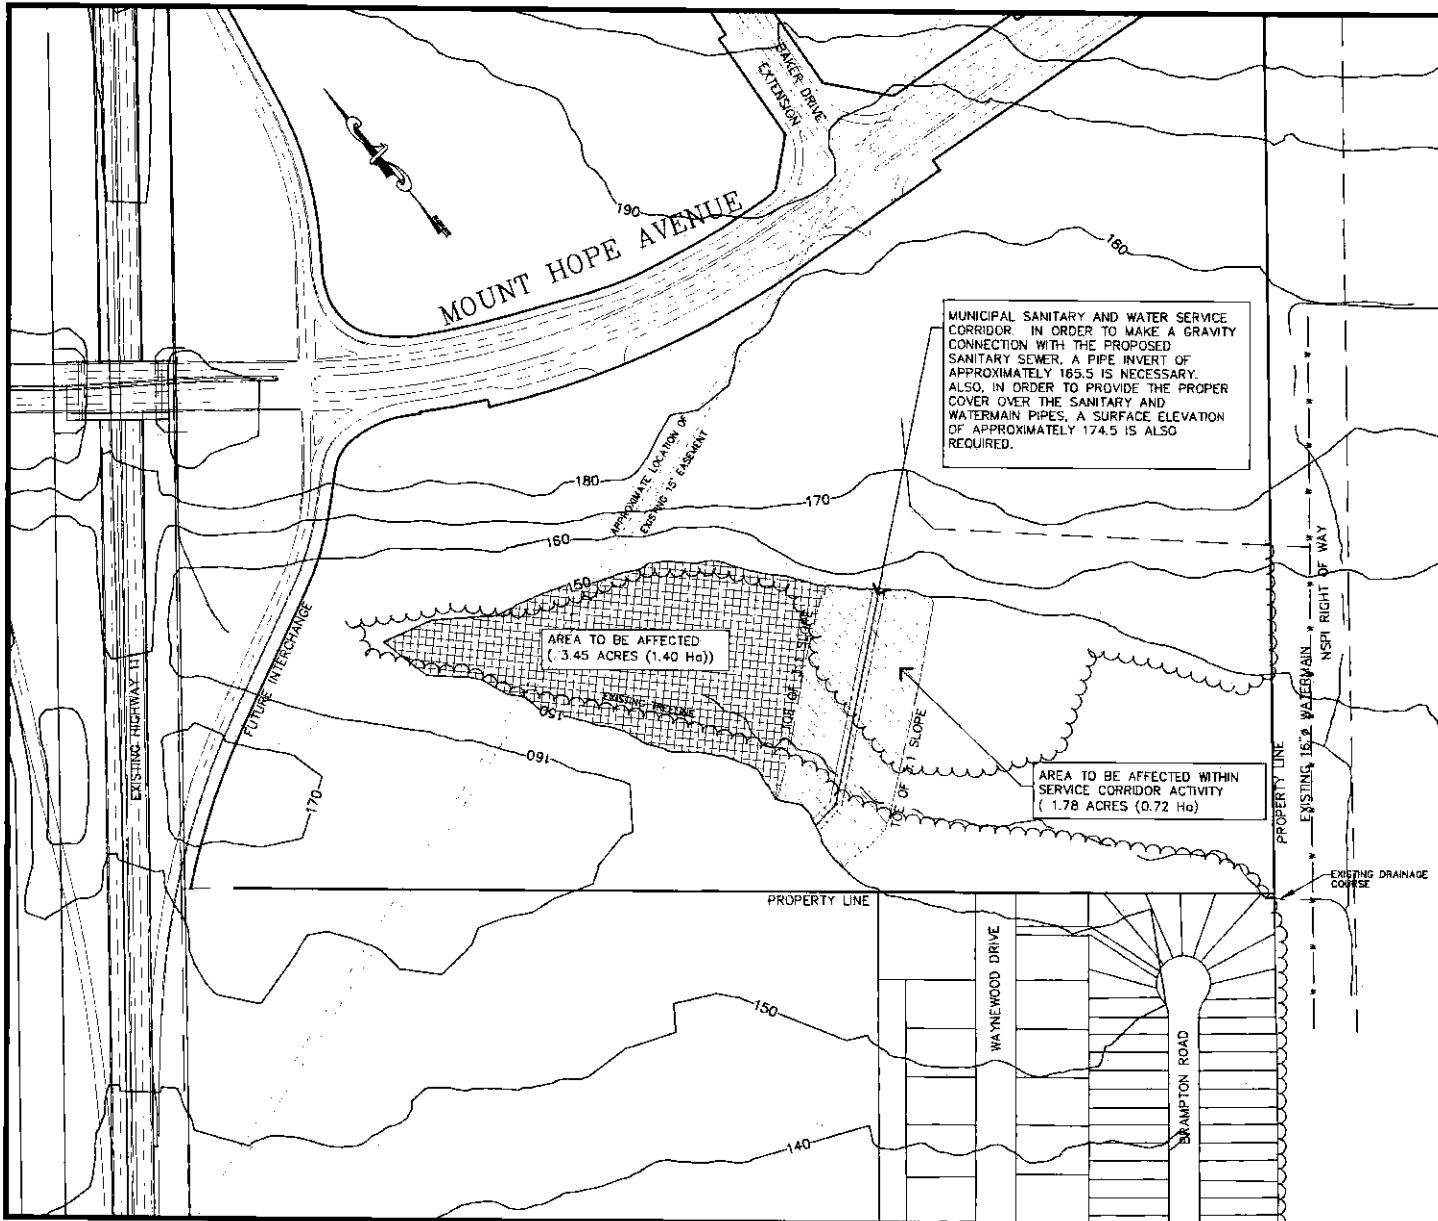 BAKER DRIVE
EXTENSION
MOUNT HOPE AVENUE
190
180
MUNICIPAL SANITARY AND WATER SERVICE
CORRIDOR. IN ORDER TO MAKE A GRAVITY
CONNECTION WITH THE PROPOSED
SANITARY SEWER, A PIPE INVERT OF
APPROXIMATELY 165.5 IS NECESSARY.
ALSO, IN ORDER TO PROVIDE THE PROPER
COVER OVER THE SANITARY AND
WATERMAIN PIPES, A SURFACE ELEVATION
OF APPROXIMATELY 174.5 IS ALSO
REQUIRED.
APPROXIMATE LOCATION OF
EXISTING 15' EASEMENT
180
170
160
150
AREA TO BE AFFECTED
( 3.45 ACRES (1.40 Ha))
EXISTING TREELINE
150
160
170
TOE OF SLOPE
TOE OF SLOPE
AREA TO BE AFFECTED WITHIN
SERVICE CORRIDOR ACTIVITY
( 1.78 ACRES (0.72 Ha)
EXISTING HIGHWAY
FUTURE INTERCHANGE
PROPERTY LINE
EXISTING 16"ø WATERMAIN
NSPI RIGHT OF WAY
EXISTING DRAINAGE
COURSE
PROPERTY LINE
WAYNEWOOD DRIVE
BRAMPTON ROAD
150
140